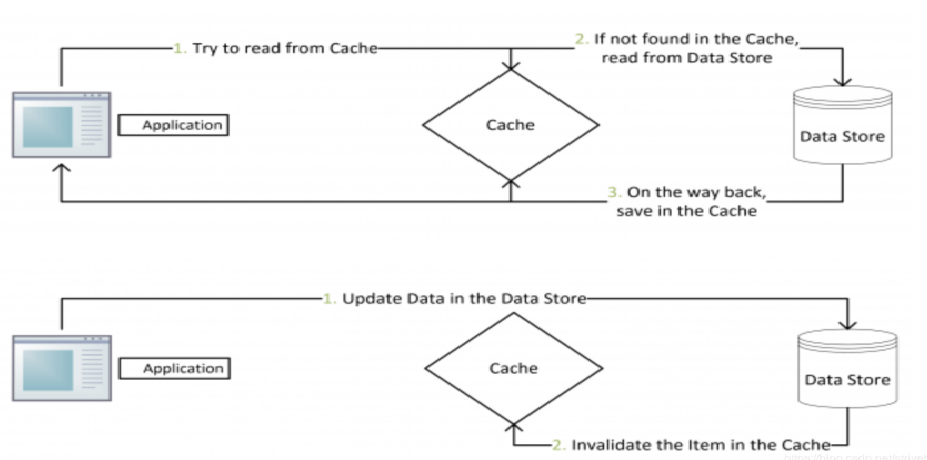 1. Try to read from Cache
2. If not found in the Cache,
read from Data Store
Application
Cache
Data Store
3. On the way back,
save in the Cache
1. Update Data in the Data Store
Application
Cache
Data Store
2. Invalidate the Item in the Cache